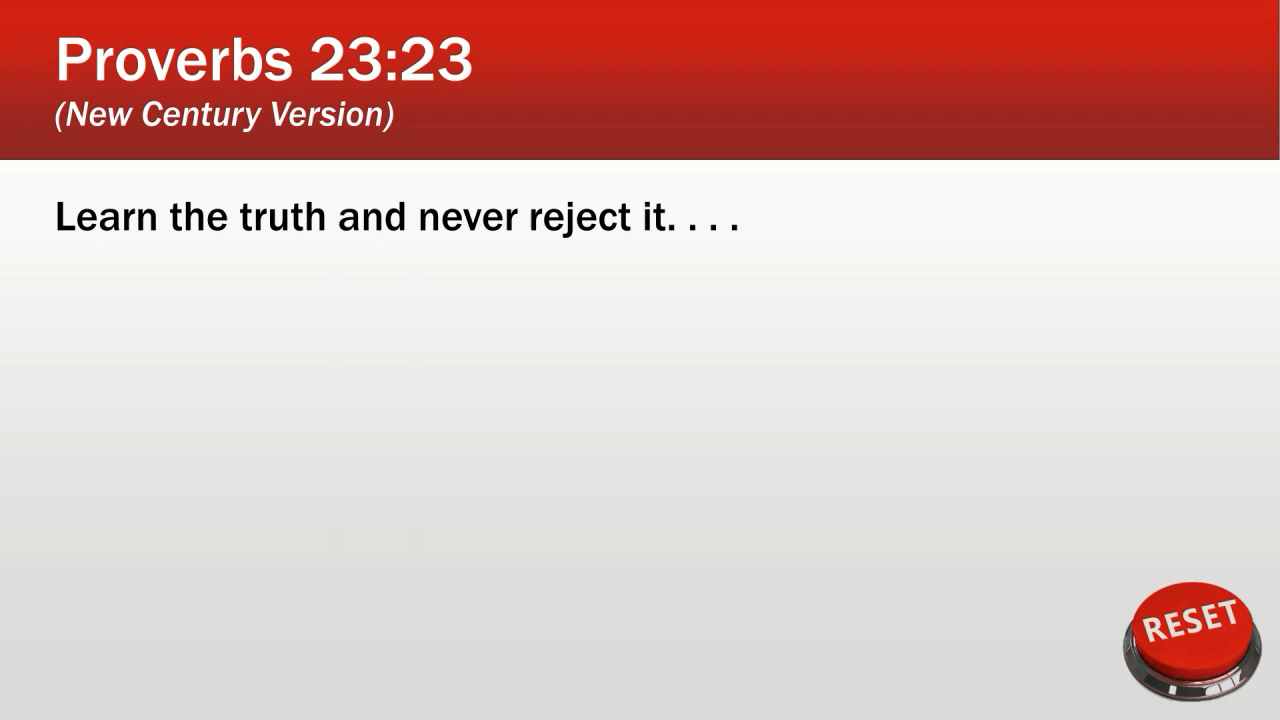 Proverbs 23:23
(New Century Version)
Learn the truth and never reject it. . . .
RESET